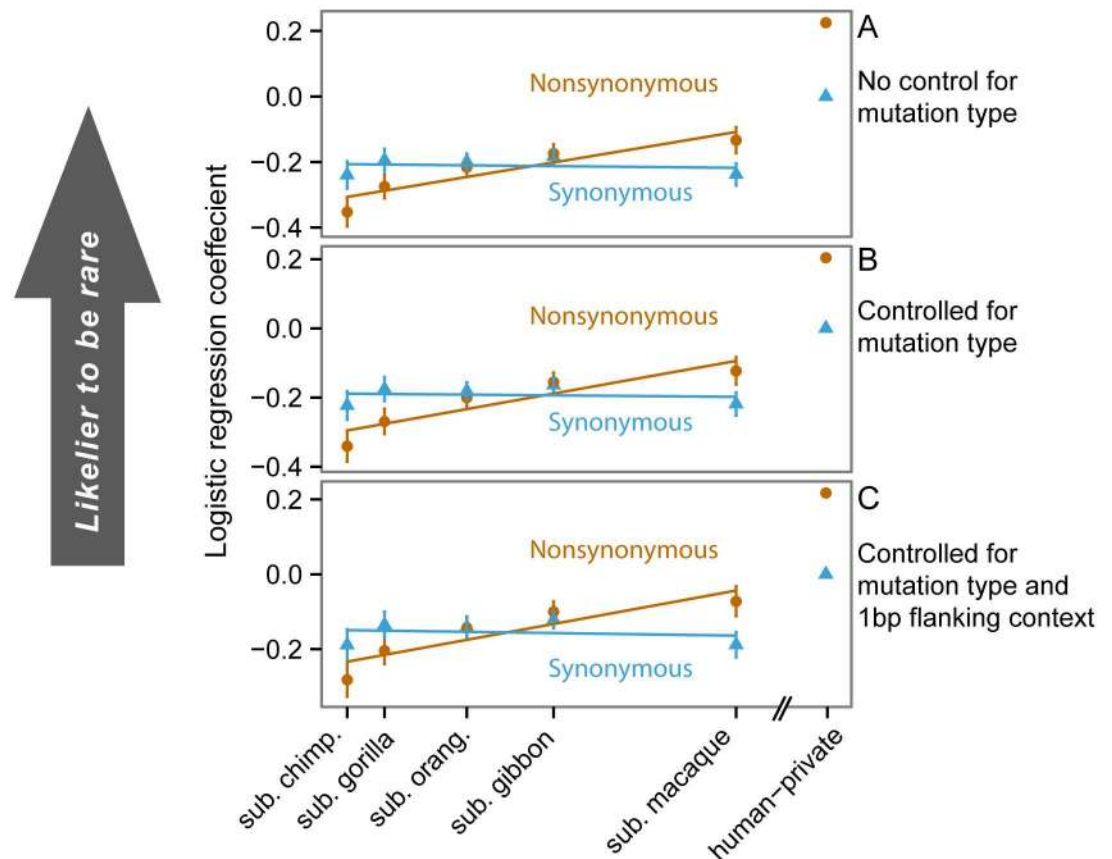 Likelier to be rare
Logistic regression coeffecient
A
No control for
mutation type
0.2
0.0
−0.2
−0.4
Nonsynonymous
Synonymous
B
Controlled for
mutation type
0.2
0.0
−0.2
−0.4
Nonsynonymous
Synonymous
C
Controlled for
mutation type and
1bp flanking context
0.2
0.0
−0.2
Nonsynonymous
Synonymous
sub. chimp.
sub. gorilla
sub. orang.
sub. gibbon
sub. macaque
human−private